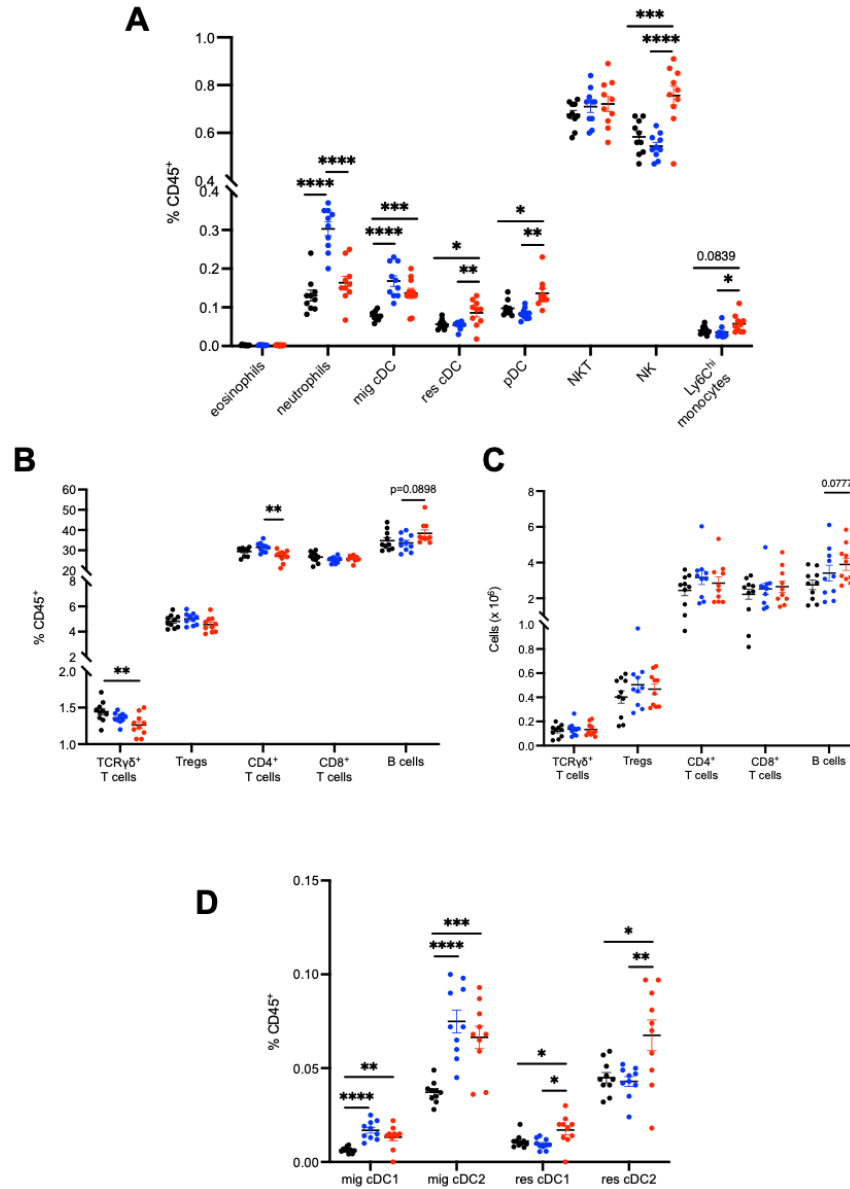 A
% CD45⁺
1.0
0.8
0.6
0.4
0.4
0.3
0.2
0.1
0.0
****
****
****
***
*
**
*
**
***
****
0.0839
*
eosinophils
neutrophils
mig cDC
res cDC
pDC
NKT
NK
Ly6Cʰⁱ
monocytes
B
% CD45⁺
60
50
40
30
20
10
8
6
4
2
2.0
1.5
1.0
**
**
p=0.0898
TCRγδ⁺
T cells
Tregs
CD4⁺
T cells
CD8⁺
T cells
B cells
C
Cells (x 10⁶)
8
6
4
2
1.0
0.8
0.6
0.4
0.2
0.0
0.0777
TCRγδ⁺
T cells
Tregs
CD4⁺
T cells
CD8⁺
T cells
B cells
D
% CD45⁺
0.15
0.10
0.05
0.00
****
**
****
***
*
*
*
**
mig cDC1
mig cDC2
res cDC1
res cDC2